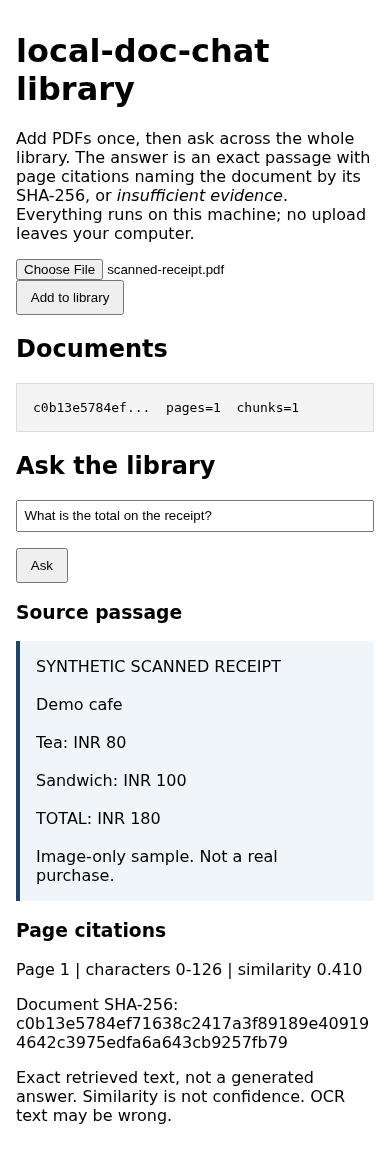 local-doc-chat
library
Add PDFs once, then ask across the whole
library. The answer is an exact passage with
page citations naming the document by its
SHA-256, or insufficient evidence.
Everything runs on this machine; no upload
leaves your computer.
Choose File scanned-receipt.pdf
Add to library
Documents
c0b13e5784ef... pages=1 chunks=1
Ask the library
What is the total on the receipt?
Ask
Source passage
SYNTHETIC SCANNED RECEIPT
Demo cafe
Tea: INR 80
Sandwich: INR 100
TOTAL: INR 180
Image-only sample. Not a real
purchase.
Page citations
Page 1 | characters 0-126 | similarity 0.410
Document SHA-256:
c0b13e5784ef71638c2417a3f89189e40919
4642c3975edfa6a643cb9257fb79
Exact retrieved text, not a generated
answer. Similarity is not confidence. OCR
text may be wrong.